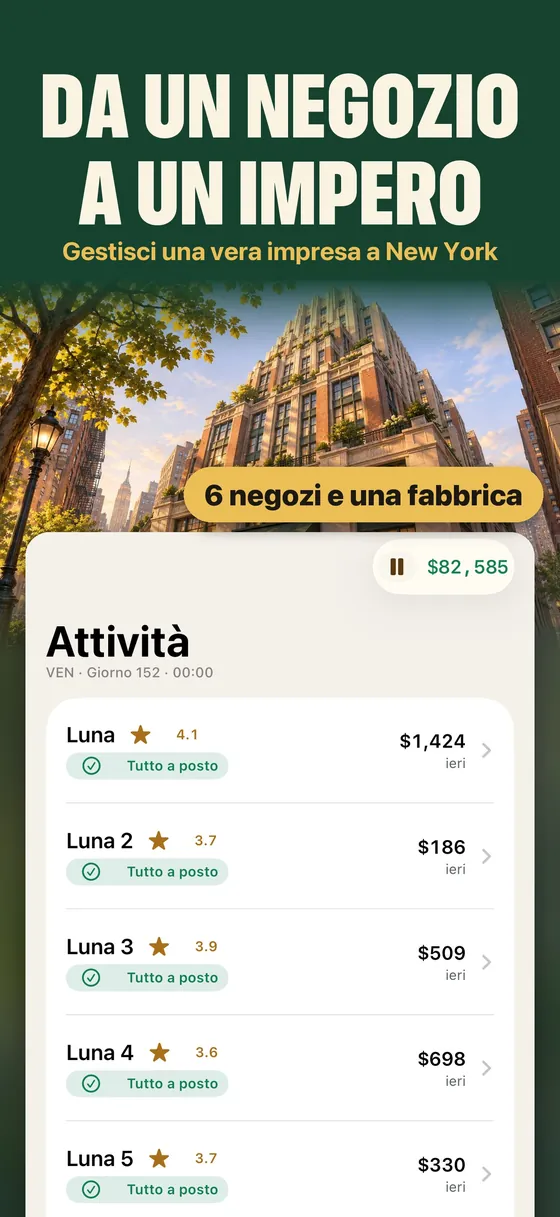 DA UN NEGOZIO
A UN IMPERO
Gestisci una vera impresa a New York
6 negozi e una fabbrica
$82,585
Attività
VEN · Giorno 152 · 00:00
Luna 4.1
$1,424
Tutto a posto
ieri
Luna 2 3.7
$186
Tutto a posto
ieri
Luna 3 3.9
$509
Tutto a posto
ieri
Luna 4 3.6
$698
Tutto a posto
ieri
Luna 5 3.7
$330
Tutto a posto
ieri